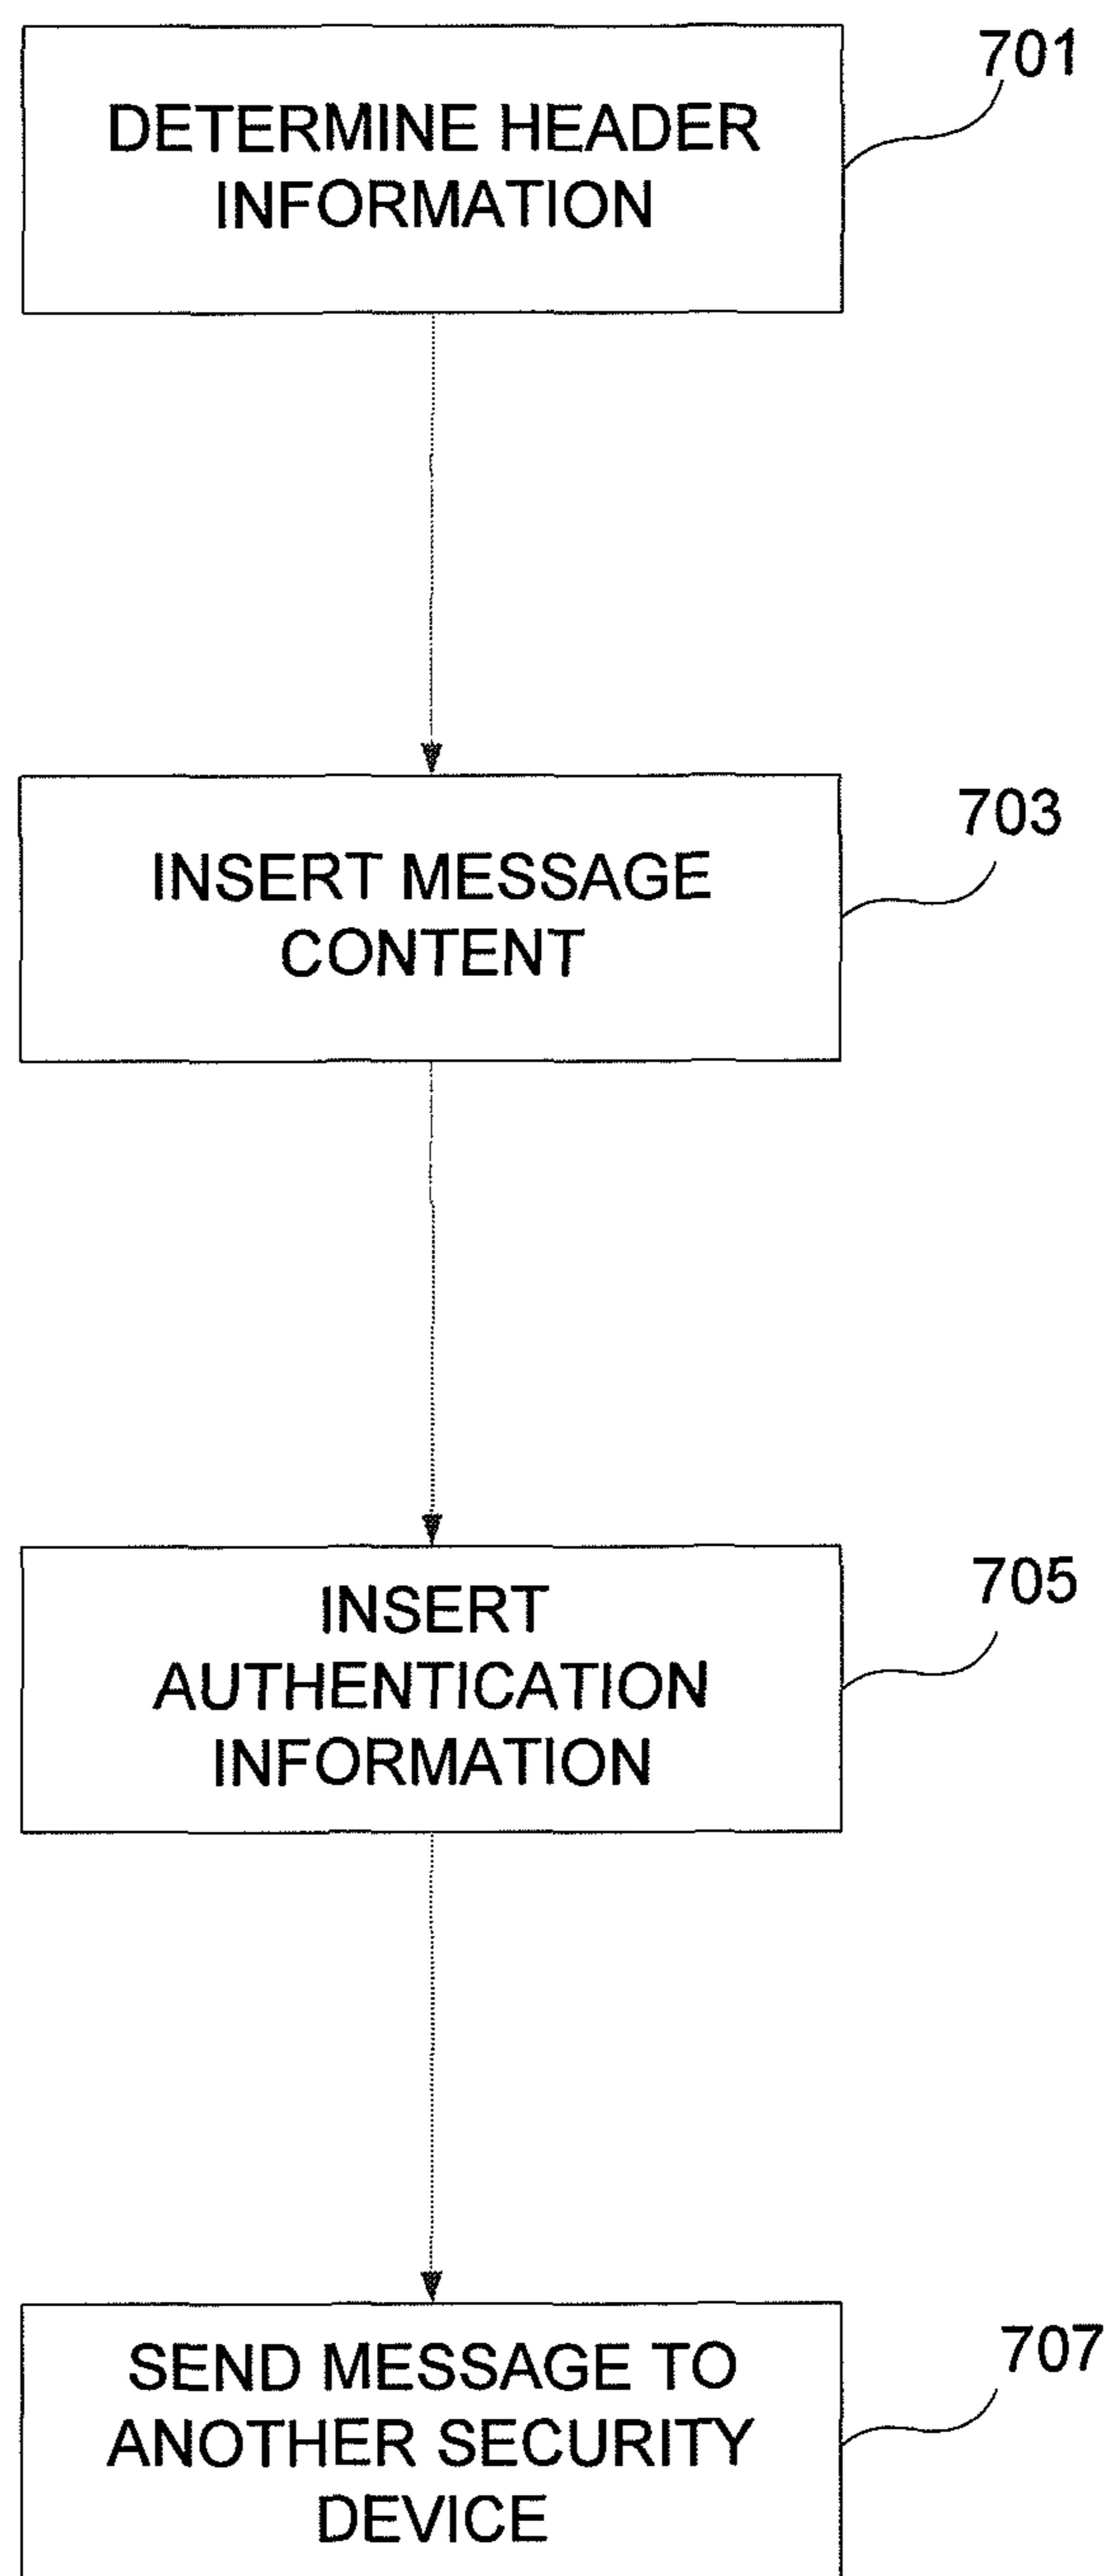 701
DETERMINE HEADER
INFORMATION
703
INSERT MESSAGE
CONTENT
705
INSERT
AUTHENTICATION
INFORMATION
707
SEND MESSAGE TO
ANOTHER SECURITY
DEVICE